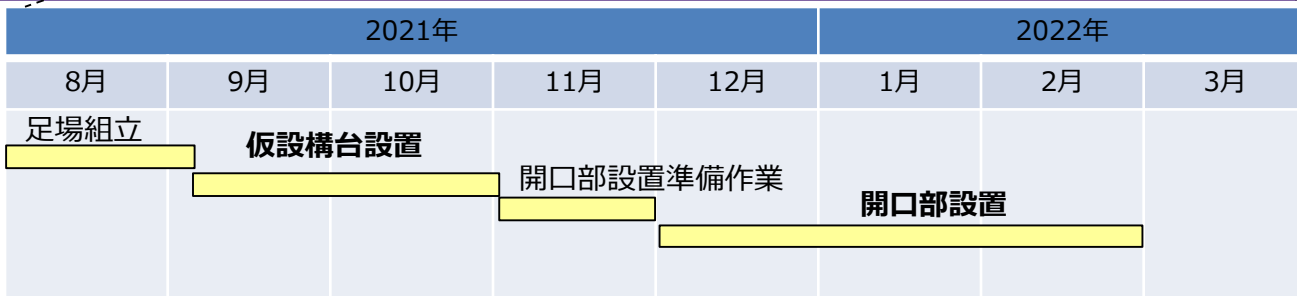 2021年 2022年
8月 9月 10月 11月 12月 1月 2月 3月
足場組立
仮設構台設置
開口部設置準備作業
開口部設置